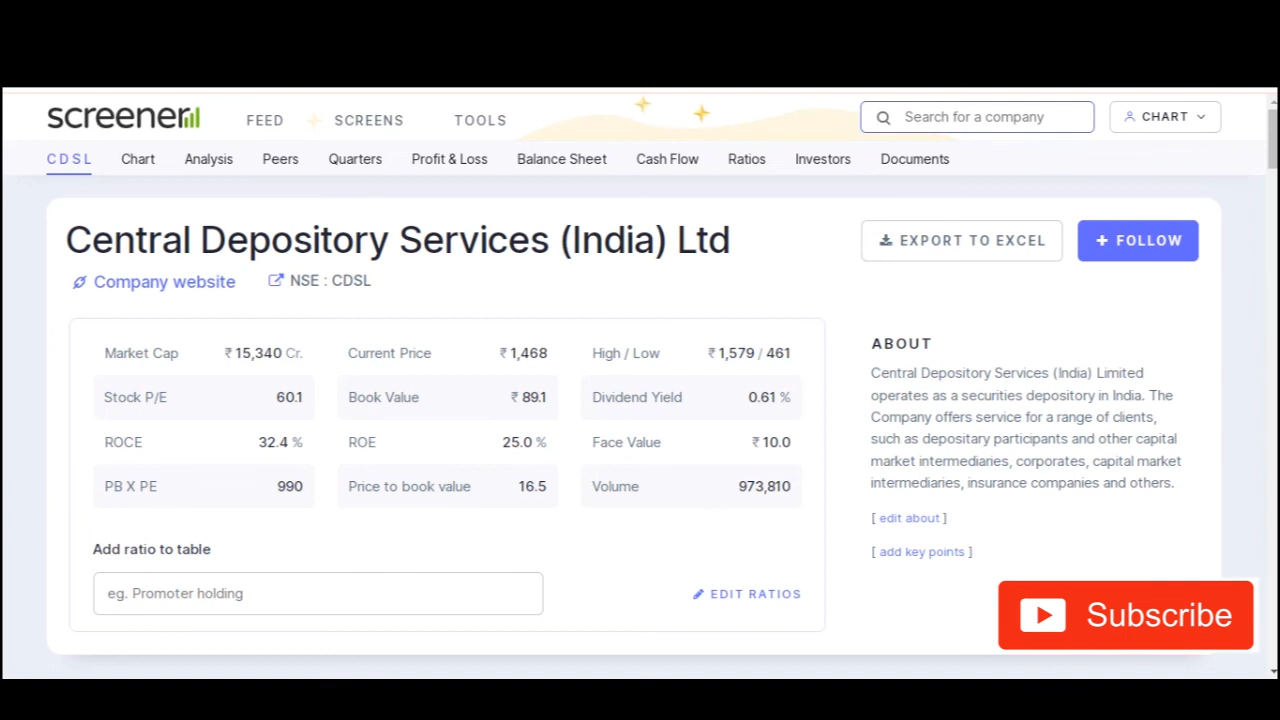 screener
FEED SCREENS TOOLS
Search for a company
CHART
CDSL Chart Analysis Peers Quarters Profit & Loss Balance Sheet Cash Flow Ratios Investors Documents
Central Depository Services (India) Ltd
EXPORT TO EXCEL
+ FOLLOW
Company website NSE : CDSL
Market Cap ₹ 15,340 Cr. Current Price ₹ 1,468 High / Low ₹ 1,579 / 461
Stock P/E 60.1 Book Value ₹ 89.1 Dividend Yield 0.61 %
ROCE 32.4 % ROE 25.0 % Face Value ₹ 10.0
PB X PE 990 Price to book value 16.5 Volume 973,810
Add ratio to table
eg. Promoter holding
EDIT RATIOS
ABOUT
Central Depository Services (India) Limited
operates as a securities depository in India. The
Company offers service for a range of clients,
such as depositary participants and other capital
market intermediaries, corporates, capital market
intermediaries, insurance companies and others.
[ edit about ]
[ add key points ]
Subscribe